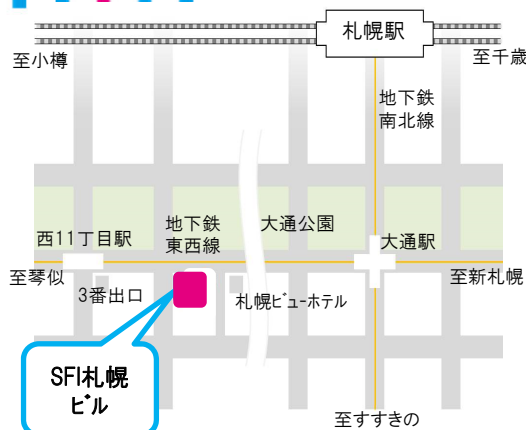 札幌駅
至小樽
至千歳
地下鉄
南北線
西11丁目駅
地下鉄
東西線
大通公園
大通駅
至琴似
至新札幌
3番出口
札幌ビューホテル
SFI札幌
ビル
至すすきの